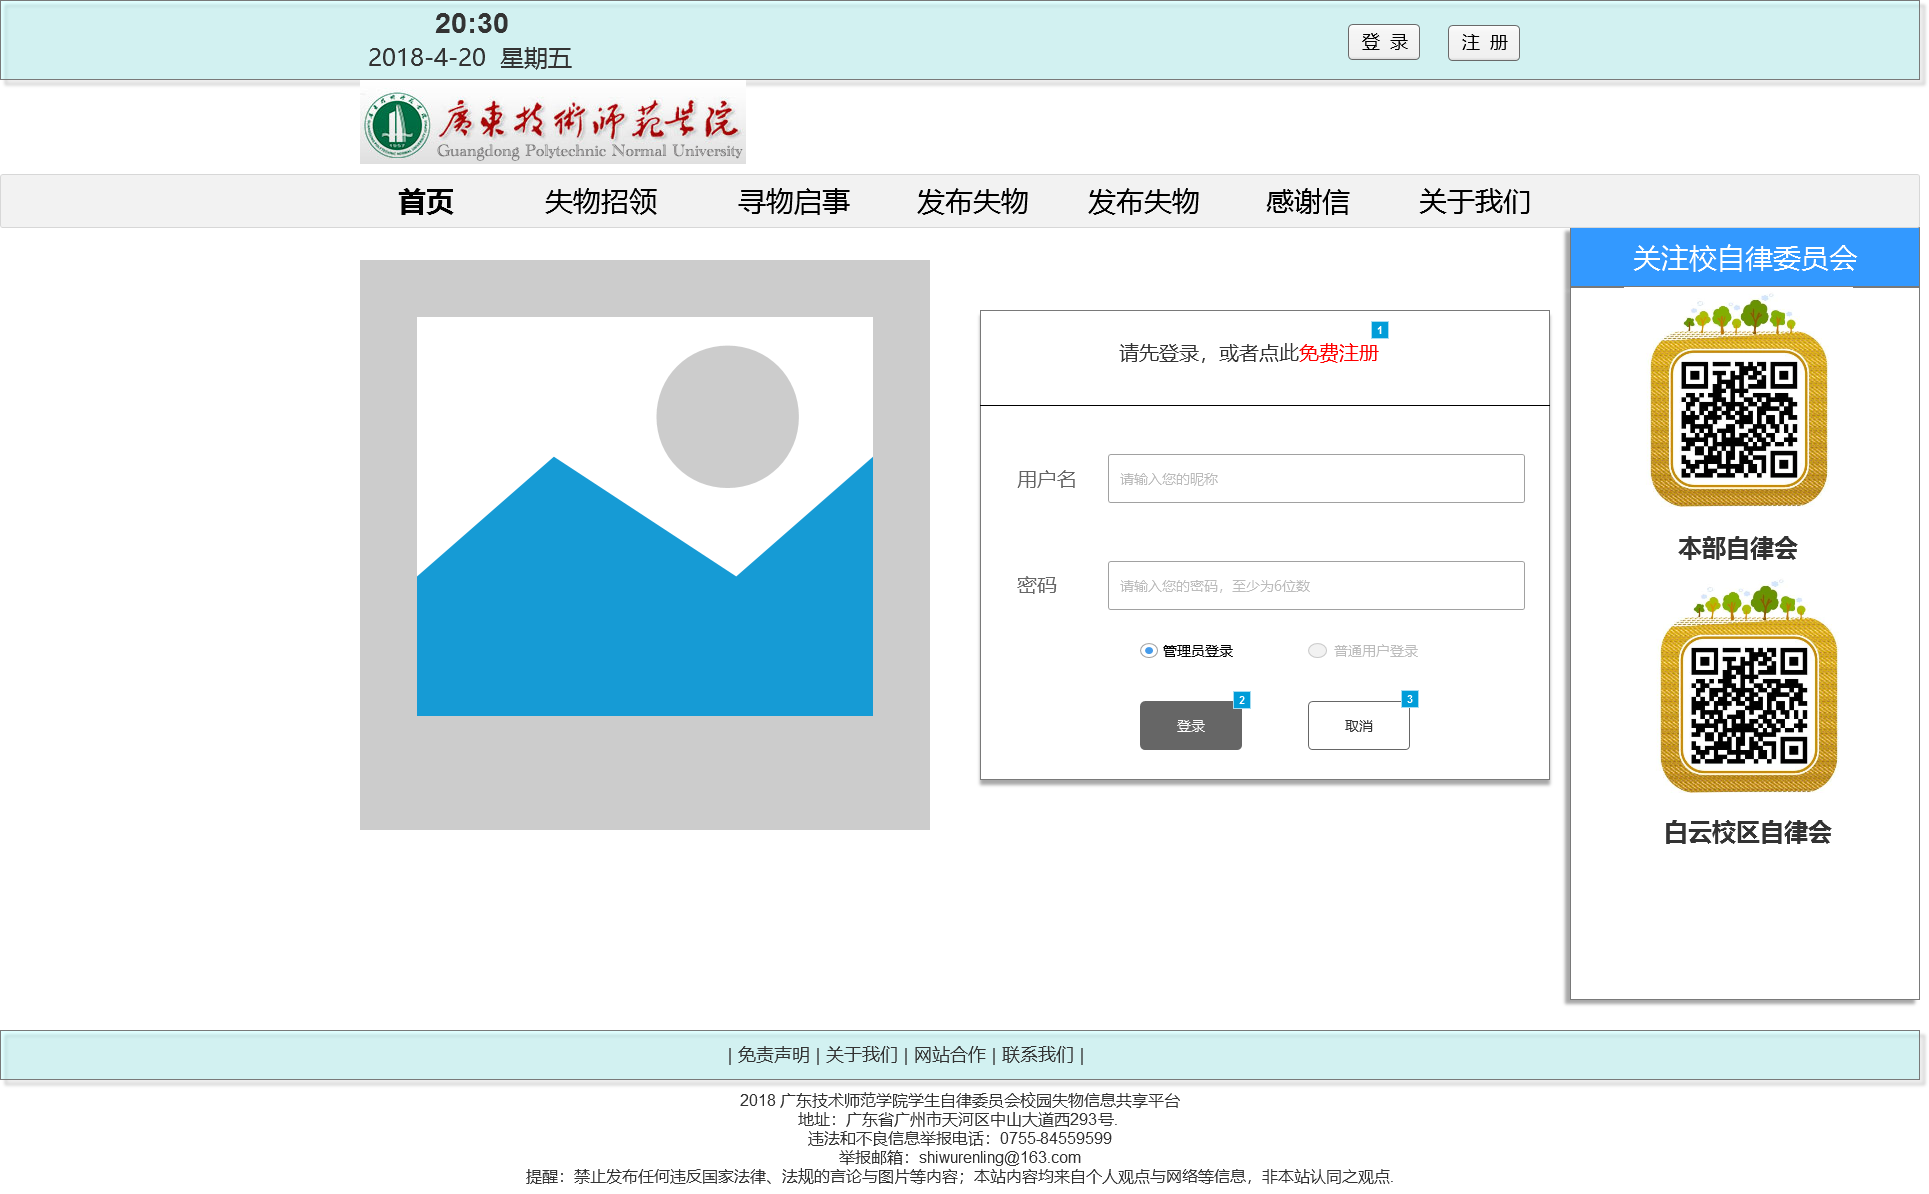 20:30
2018-4-20 星期五
登 录
注 册
廣東技術师范学院
Guangdong Polytechnic Normal University
首页 失物招领 寻物启事 发布失物 发布失物 感谢信 关于我们
关注校自律委员会
1
请先登录，或者点此免费注册
用户名 请输入您的昵称
密码 请输入您的密码，至少为6位数
管理员登录 普通用户登录
2
3
登录 取消
本部自律会
白云校区自律会
| 免责声明 | 关于我们 | 网站合作 | 联系我们 |
2018 广东技术师范学院学生自律委员会校园失物信息共享平台
地址：广东省广州市天河区中山大道西293号.
违法和不良信息举报电话：0755-84559599
举报邮箱：shiwurenling@163.com
提醒：禁止发布任何违反国家法律、法规的言论与图片等内容；本站内容均来自个人观点与网络等信息，非本站认同之观点.